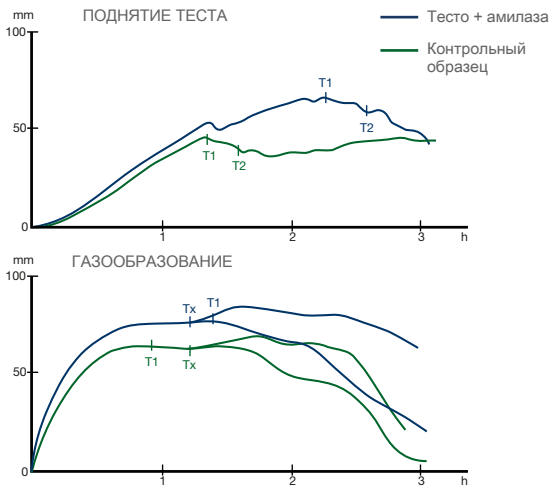 mm
ПОДНЯТИЕ ТЕСТА
100
50
0
1
2
3
h
T1
T2
T1
T2
Тесто + амилаза
Контрольный
образец
mm
ГАЗООБРАЗОВАНИЕ
100
50
0
1
2
3
h
Tx
T1
T1
Tx